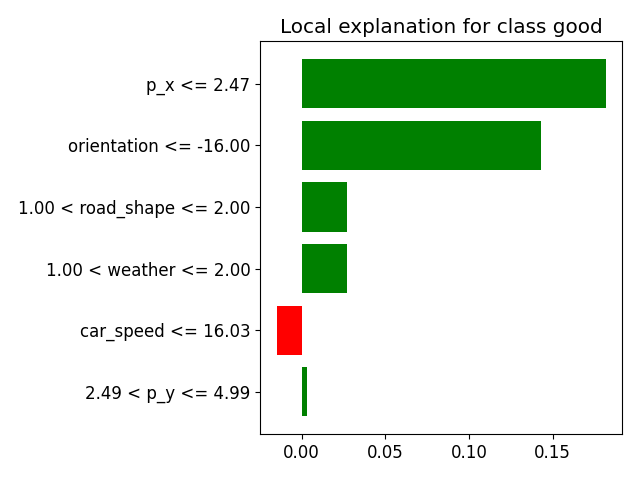 Local explanation for class good
p_x <= 2.47
orientation <= -16.00
1.00 < road_shape <= 2.00
1.00 < weather <= 2.00
car_speed <= 16.03
2.49 < p_y <= 4.99
0.00 0.05 0.10 0.15